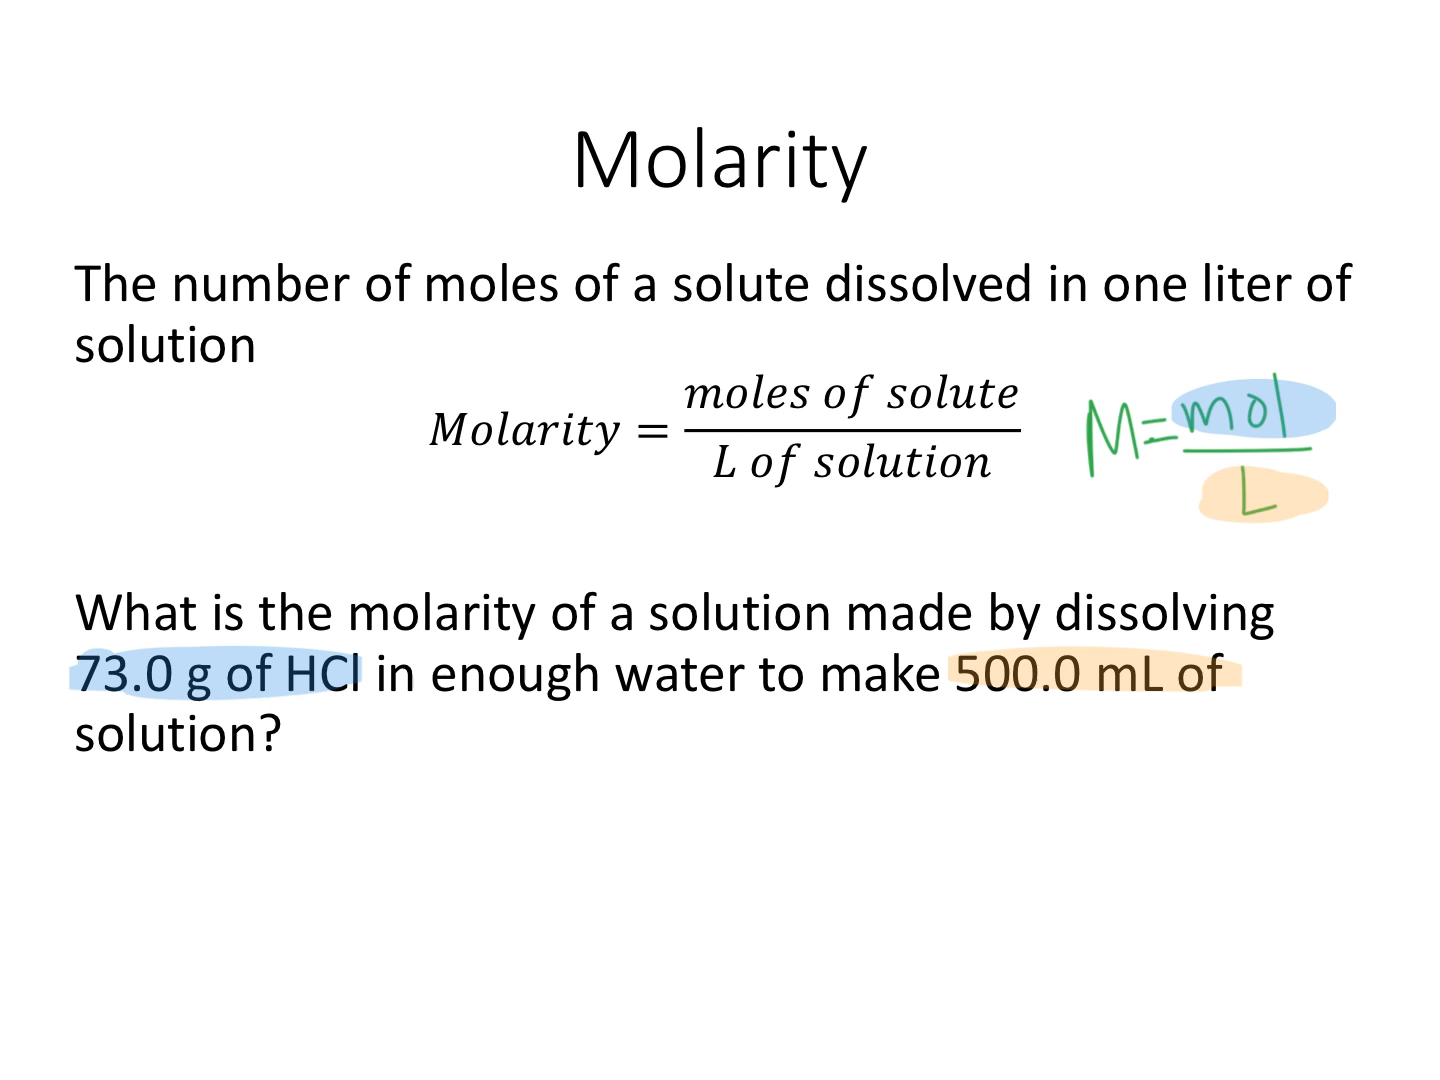 Molarity
The number of moles of a solute dissolved in one liter of
solution
Molarity = moles of solute / L of solution
M = mol / L
What is the molarity of a solution made by dissolving
73.0 g of HCl in enough water to make 500.0 mL of
solution?